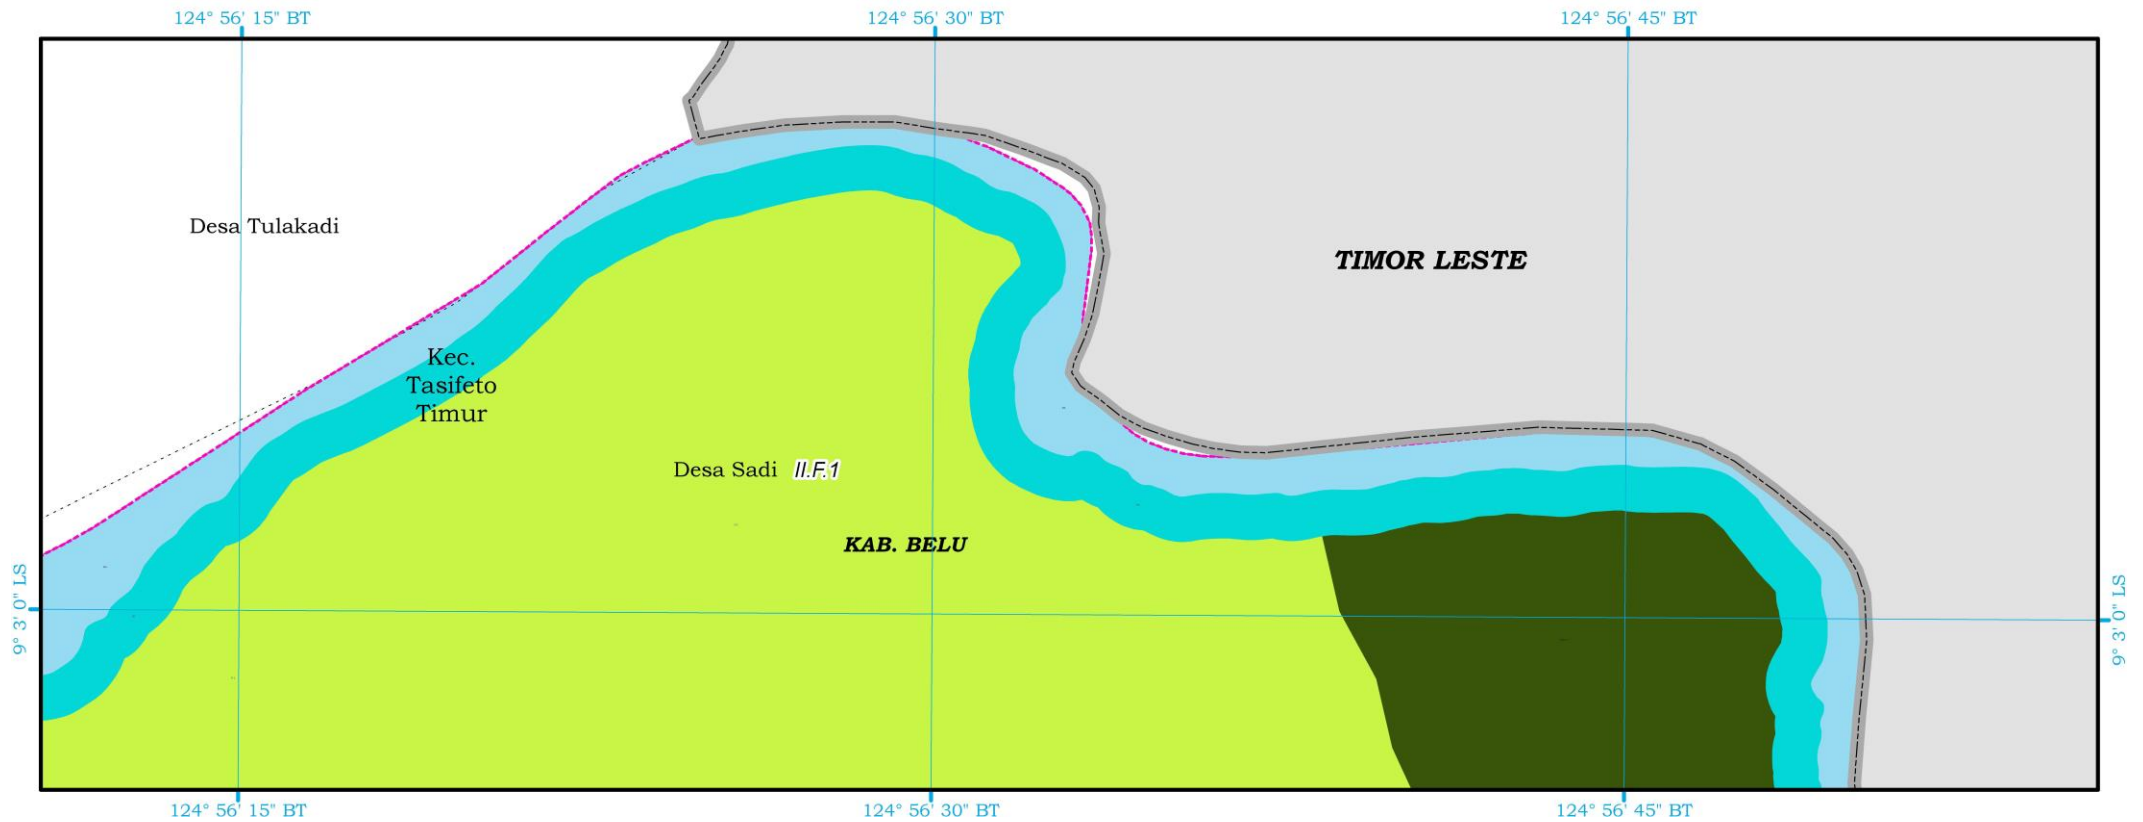 124° 56' 15" BT
124° 56' 30" BT
124° 56' 45" BT
Desa Tulakadi
TIMOR LESTE
Kec.
Tasifeto
Timur
Desa Sadi
II.F.1
KAB. BELU
9° 3' 0" LS
9° 3' 0" LS
124° 56' 15" BT
124° 56' 30" BT
124° 56' 45" BT